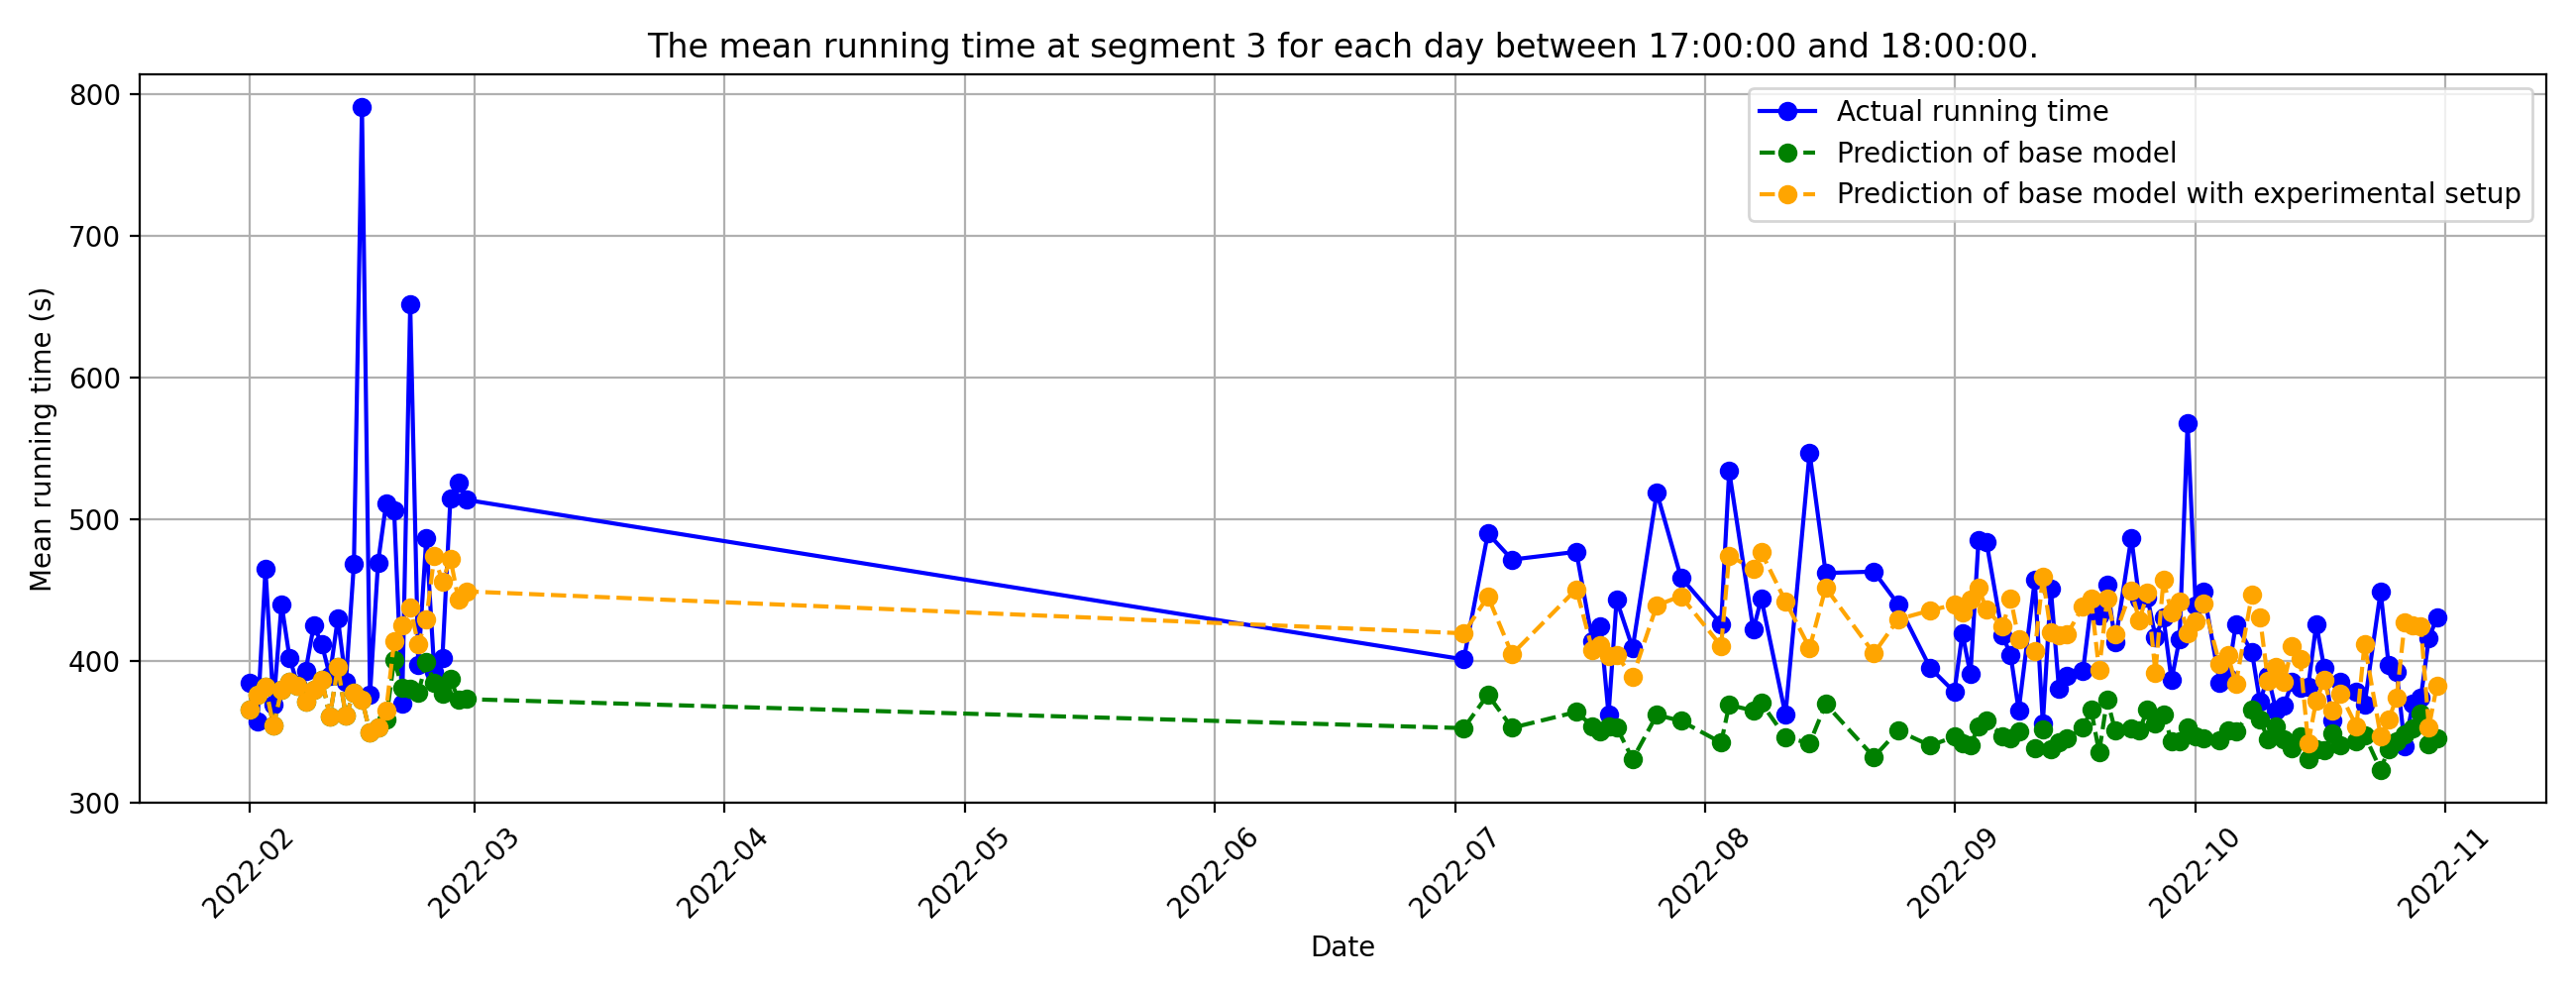 The mean running time at segment 3 for each day between 17:00:00 and 18:00:00.
Actual running time
Prediction of base model
Prediction of base model with experimental setup
Mean running time (s)
800
700
600
500
400
300
2022-02
2022-03
2022-04
2022-05
2022-06
2022-07
2022-08
2022-09
2022-10
2022-11
Date